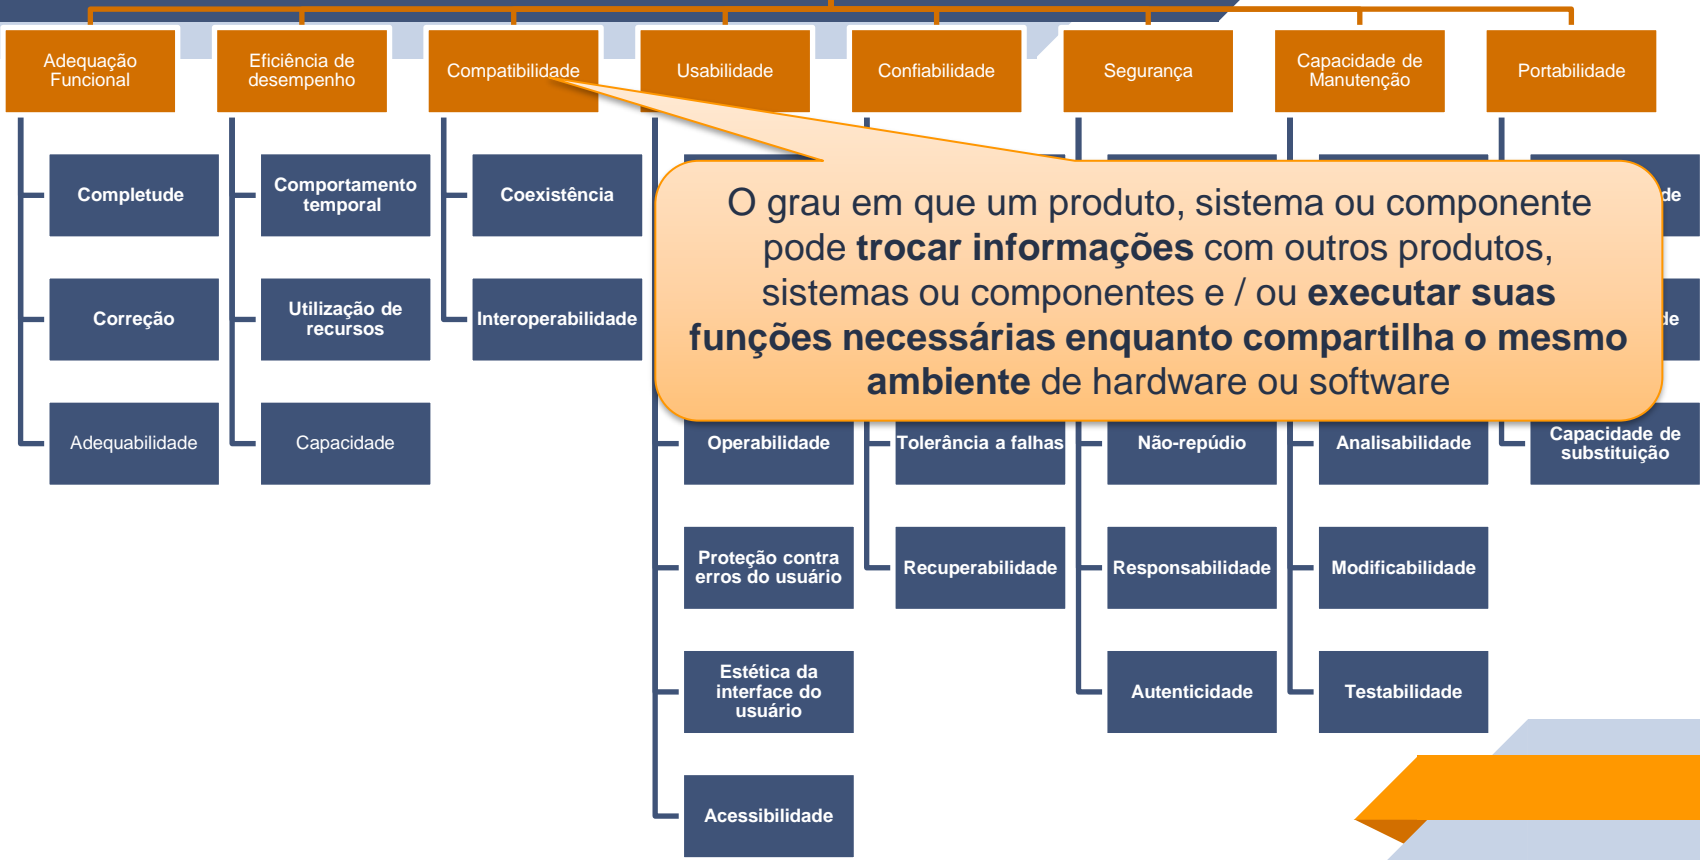 Adequação
Funcional
Eficiência de
desempenho
Compatibilidade
Usabilidade
Confiabilidade
Segurança
Capacidade de
Manutenção
Portabilidade
Completude
Comportamento
temporal
Coexistência
O grau em que um produto, sistema ou componente
pode trocar informações com outros produtos,
sistemas ou componentes e / ou executar suas
funções necessárias enquanto compartilha o mesmo
ambiente de hardware ou software
Correção
Utilização de
recursos
Interoperabilidade
Adequabilidade
Capacidade
Operabilidade
Tolerância a falhas
Não-repúdio
Analisabilidade
Capacidade de
substituição
Proteção contra
erros do usuário
Recuperabilidade
Responsabilidade
Modificabilidade
Estética da
interface do
usuário
Autenticidade
Testabilidade
Acessibilidade